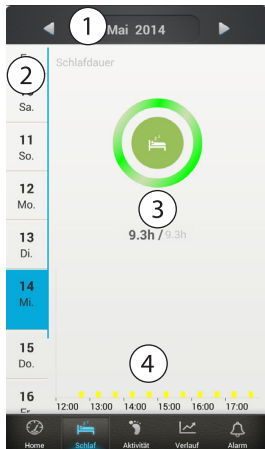 1
Mai 2014
2
Schlafdauer
Sa.
11
So.
12
Mo.
3
9.3h / 9.3h
13
Di.
14
Mi.
15
Do.
4
16
12:00 13:00 14:00 15:00 16:00 17:00
Home Schlaf Aktivität Verlauf Alarm